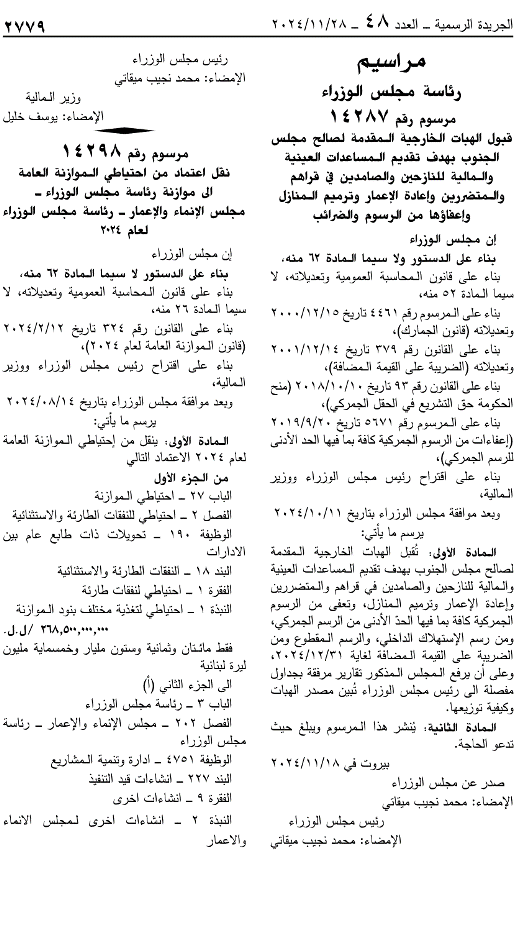 الجريدة الرسمية ــ العدد ٤٨ ــ ٢٠٢٤/١١/٢٨
٢٧٧٩
مراسيم
رئاسة مجلس الوزراء
مرسوم رقم ١٤٢٨٧
قبول الهبات الخارجية المقدمة لصالح مجلس
الجنوب بهدف تقديم المساعدات العينية
والمالية للنازحين والصامدين في قراهم
والمتضررين وإعادة الإعمار وترميم المنازل
وإعفاؤها من الرسوم والضرائب
إن مجلس الوزراء
بناء على الدستور ولا سيما المادة ٦٢ منه،
بناء على قانون المحاسبة العمومية وتعديلاته، لا
سيما المادة ٥٢ منه،
بناء على المرسوم رقم ٤٤٦١ تاريخ ٢٠٠٠/١٢/١٥
وتعديلاته (قانون الجمارك)،
بناء على القانون رقم ٣٧٩ تاريخ ٢٠٠١/١٢/١٤
وتعديلاته (الضريبة على القيمة المضافة)،
بناء على القانون رقم ٩٣ تاريخ ٢٠١٨/١٠/١٠ (منح
الحكومة حق التشريع في الحقل الجمركي)،
بناء على المرسوم رقم ٥٦٧١ تاريخ ٢٠١٩/٩/٢٠
(إعفاءات من الرسوم الجمركية كافة بما فيها الحد الأدنى
للرسم الجمركي)،
بناء على اقتراح رئيس مجلس الوزراء ووزير
المالية،
وبعد موافقة مجلس الوزراء بتاريخ ٢٠٢٤/١٠/١١
يرسم ما يأتي:
المادة الأولى: تُقبل الهبات الخارجية المقدمة
لصالح مجلس الجنوب بهدف تقديم المساعدات العينية
والمالية للنازحين والصامدين في قراهم والمتضررين
وإعادة الإعمار وترميم المنازل، وتعفى من الرسوم
الجمركية كافة بما فيها الحدّ الأدنى من الرسم الجمركي،
ومن رسم الإستهلاك الداخلي، والرسم المقطوع ومن
الضريبة على القيمة المضافة لغاية ٢٠٢٤/١٢/٣١،
وعلى أن يرفع المجلس المذكور تقارير مرفقة بجداول
مفصلة الى رئيس مجلس الوزراء تُبين مصدر الهبات
وكيفية توزيعها.
المادة الثانية: يُنشر هذا المرسوم ويبلغ حيث
تدعو الحاجة.
بيروت في ٢٠٢٤/١١/١٨
صدر عن مجلس الوزراء
الإمضاء: محمد نجيب ميقاتي
رئيس مجلس الوزراء
الإمضاء: محمد نجيب ميقاتي
رئيس مجلس الوزراء
الإمضاء: محمد نجيب ميقاتي
وزير المالية
الإمضاء: يوسف خليل
مرسوم رقم ١٤٢٩٨
نقل اعتماد من احتياطي الموازنة العامة
الى موازنة رئاسة مجلس الوزراء ــ
مجلس الإنماء والإعمار ــ رئاسة مجلس الوزراء
لعام ٢٠٢٤
إن مجلس الوزراء
بناء على الدستور لا سيما المادة ٦٢ منه،
بناء على قانون المحاسبة العمومية وتعديلاته، لا
سيما المادة ٢٦ منه،
بناء على القانون رقم ٣٢٤ تاريخ ٢٠٢٤/٢/١٢
(قانون الموازنة العامة لعام ٢٠٢٤)،
بناء على اقتراح رئيس مجلس الوزراء ووزير
المالية،
وبعد موافقة مجلس الوزراء بتاريخ ٢٠٢٤/٠٨/١٤
يرسم ما يأتي:
المادة الأولى: ينقل من إحتياطي الموازنة العامة
لعام ٢٠٢٤ الاعتماد التالي
من الجزء الأول
الباب ٢٧ ــ احتياطي الموازنة
الفصل ٢ ــ احتياطي للنفقات الطارئة والاستثنائية
الوظيفة ١٩٠ ــ تحويلات ذات طابع عام بين
الادارات
البند ١٨ ــ النفقات الطارئة والاستثنائية
الفقرة ١ ــ احتياطي لنفقات طارئة
النبذة ١ ــ احتياطي لتغذية مختلف بنود الموازنة
٢٦٨,٥٠٠,٠٠٠,٠٠٠ /ل.ل.
فقط مائتان وثمانية وستون مليار وخمسماية مليون
ليرة لبنانية
الى الجزء الثاني (أ)
الباب ٣ ــ رئاسة مجلس الوزراء
الفصل ٢٠٢ ــ مجلس الإنماء والإعمار ــ رئاسة
مجلس الوزراء
الوظيفة ٤٧٥١ ــ ادارة وتنمية المشاريع
البند ٢٢٧ ــ انشاءات قيد التنفيذ
الفقرة ٩ ــ انشاءات اخرى
النبذة ٢ ــ انشاءات اخرى لمجلس الانماء
والاعمار